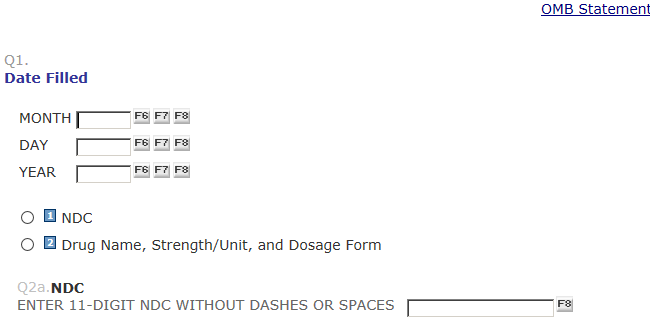 OMB Statement
Q1.
Date Filled
MONTH F6 F7 F8
DAY F6 F7 F8
YEAR F6 F7 F8
1 NDC
2 Drug Name, Strength/Unit, and Dosage Form
Q2a.NDC
ENTER 11-DIGIT NDC WITHOUT DASHES OR SPACES F8